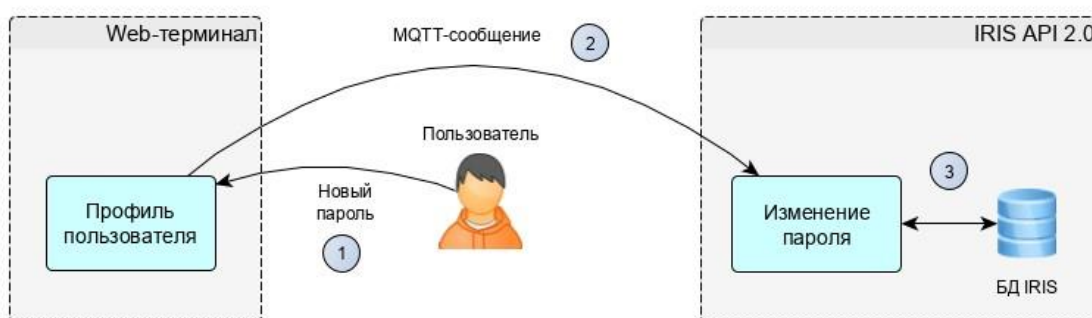 Web-терминал
MQTT-сообщение
2
IRIS API 2.0
Пользователь
Профиль
пользователя
Новый
пароль
1
Изменение
пароля
3
БД IRIS